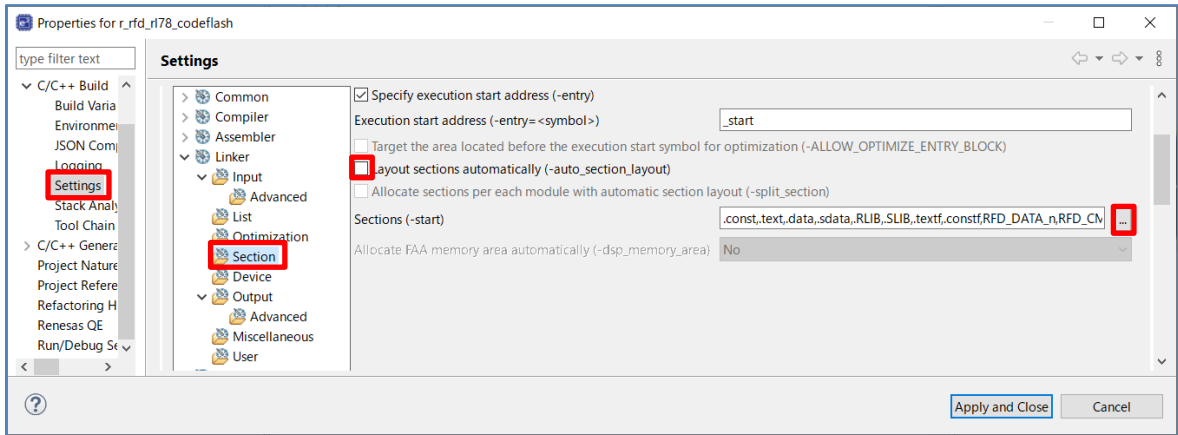 Properties for r_rfd_rl78_codeflash
type filter text
Settings
C/C++ Build
Build Varia
Environme
JSON Com
Logging
Settings
Stack Analy
Tool Chain
C/C++ Genera
Project Nature
Project Refere
Refactoring H
Renesas QE
Run/Debug Se
Common
Compiler
Assembler
Linker
Input
Advanced
List
Optimization
Section
Device
Output
Advanced
Miscellaneous
User
Specify execution start address (-entry)
Execution start address (-entry=<symbol>) _start
Target the area located before the execution start symbol for optimization (-ALLOW_OPTIMIZE_ENTRY_BLOCK)
Layout sections automatically (-auto_section_layout)
Allocate sections per each module with automatic section layout (-split_section)
Sections (-start) .const,.text,.data,.sdata,.RLIB,.SLIB,.textf,.constf,RFD_DATA_n,RFD_CM ...
Allocate FAA memory area automatically (-dsp_memory_area) No
Apply and Close Cancel